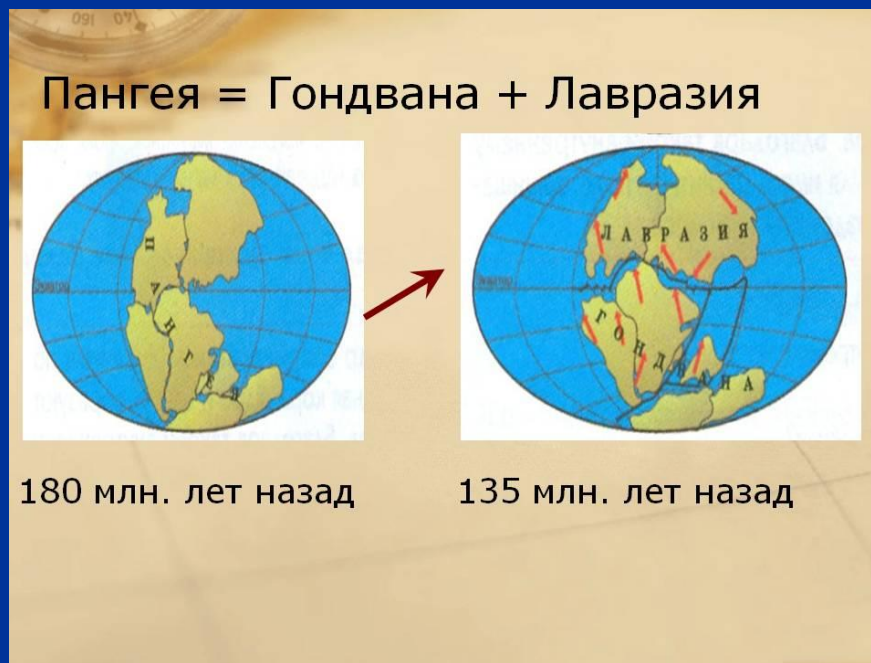 Пангея = Гондвана + Лавразия
ПАНГЕЯ
ЛАВРАЗИЯ
ГОНДВАНА
180 млн. лет назад
135 млн. лет назад